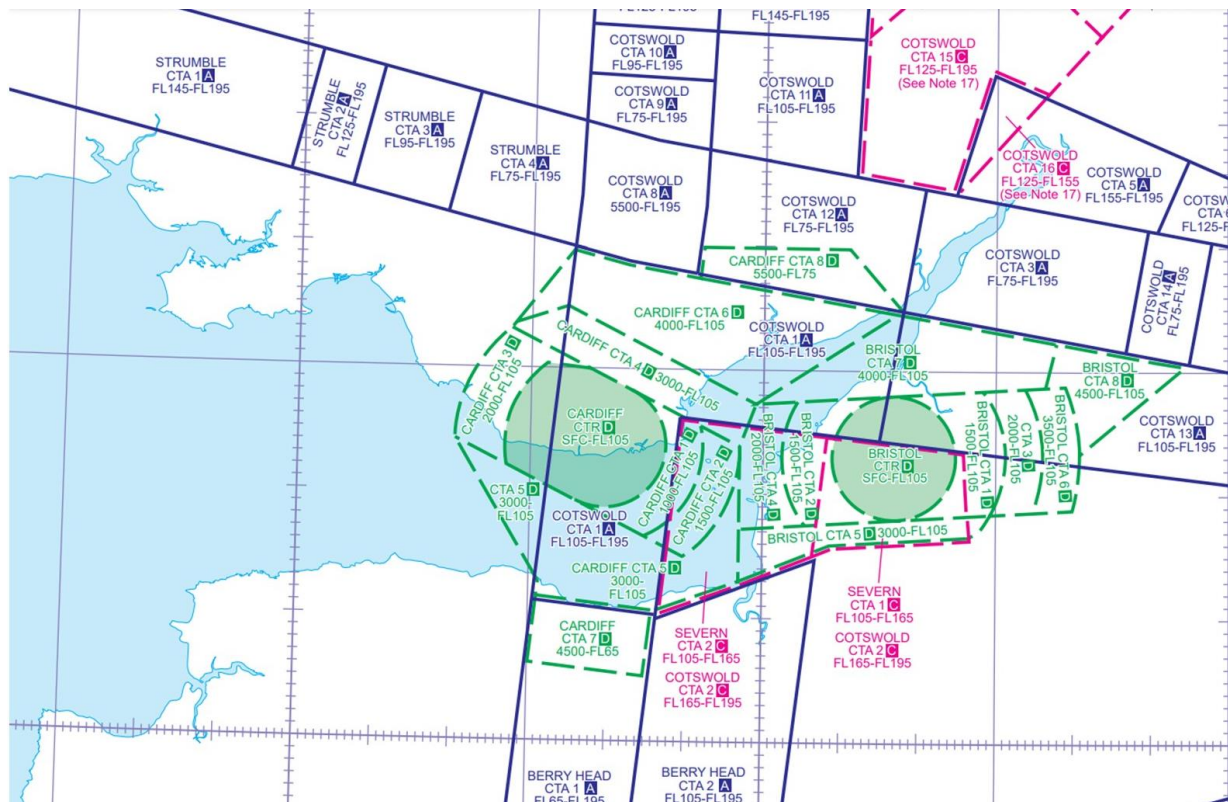 FL145-FL195
STRUMBLE
CTA 1 A
FL145-FL195
STRUMBLE
CTA 2 A
FL125-FL195
STRUMBLE
CTA 3 A
FL95-FL195
STRUMBLE
CTA 4 A
FL75-FL195
COTSWOLD
CTA 10 A
FL95-FL195
COTSWOLD
CTA 9 A
FL75-FL195
COTSWOLD
CTA 8 A
5500-FL195
COTSWOLD
CTA 11 A
FL105-FL195
COTSWOLD
CTA 12 A
FL75-FL195
COTSWOLD
CTA 15 C
FL125-FL195
(See Note 17)
COTSWOLD
CTA 16 C
FL125-FL155
(See Note 17)
COTSWOLD
CTA 5 A
FL155-FL195
COTSWOLD
CTA 3 A
FL75-FL195
COTSWOLD
CTA 14 A
FL75-FL195
CARDIFF CTA 8 D
5500-FL75
CARDIFF CTA 6 D
4000-FL105
COTSWOLD
CTA 1 A
FL105-FL195
CARDIFF CTA 3 D
2000-FL105
CARDIFF CTA 4 D 3000-FL105
BRISTOL
CTA 7 D
4000-FL105
BRISTOL
CTA 8 D
4500-FL105
COTSWOLD
CTA 13 A
FL105-FL195
CARDIFF
CTR D
SFC-FL105
CARDIFF CTA 1 D
1000-FL105
CARDIFF CTA 2 D
1500-FL105
BRISTOL CTA 4 D
2000-FL105
BRISTOL CTA 2 D
1500-FL105
BRISTOL
CTR D
SFC-FL105
BRISTOL CTA 1 D
1500-FL105
CTA 3 D
2000-FL105
BRISTOL CTA 6 D
3500-FL105
CTA 5 D
3000-
FL105
COTSWOLD
CTA 1 A
FL105-FL195
BRISTOL CTA 5 D 3000-FL105
CARDIFF CTA 5 D
3000-
FL105
CARDIFF
CTA 7 D
4500-FL65
SEVERN
CTA 2 C
FL105-FL165
COTSWOLD
CTA 2 C
FL165-FL195
SEVERN
CTA 1 C
FL105-FL165
COTSWOLD
CTA 2 C
FL165-FL195
BERRY HEAD
CTA 1 A
FL65-FL195
BERRY HEAD
CTA 2 A
FL105-FL195